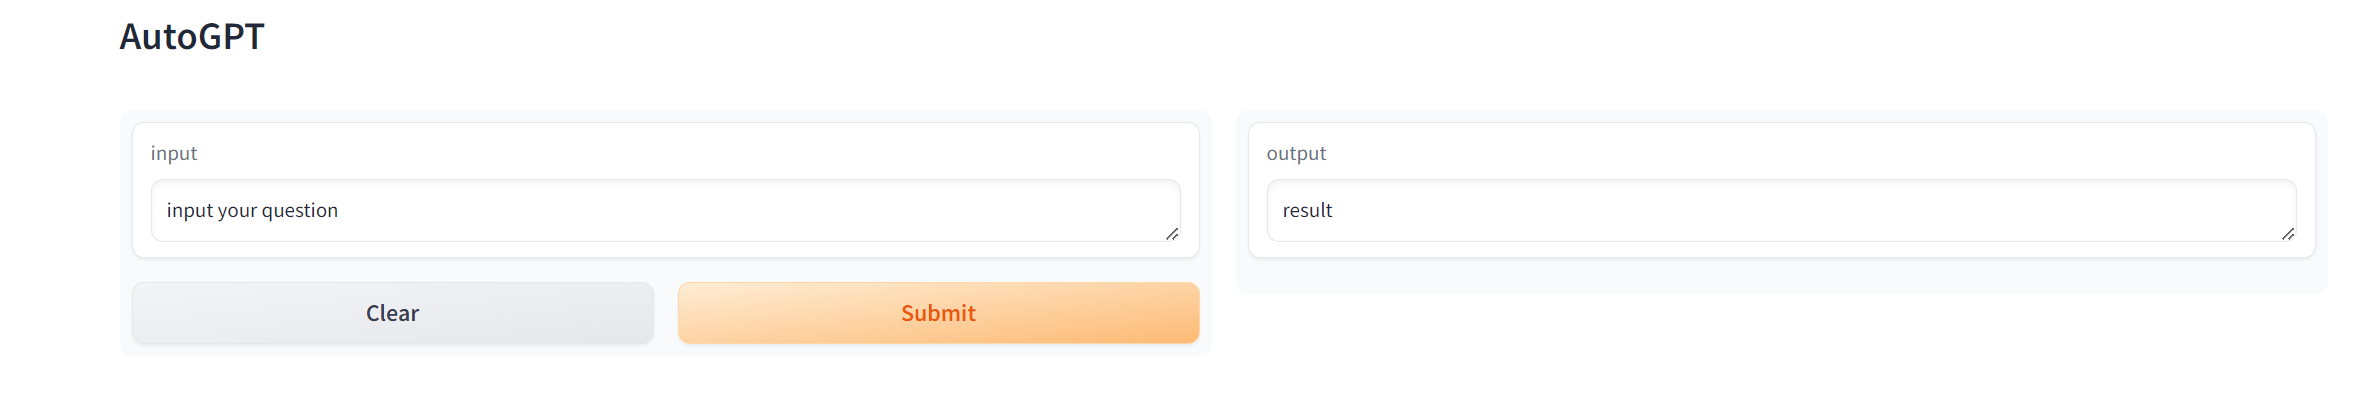 AutoGPT
input
input your question
Clear
Submit
output
result